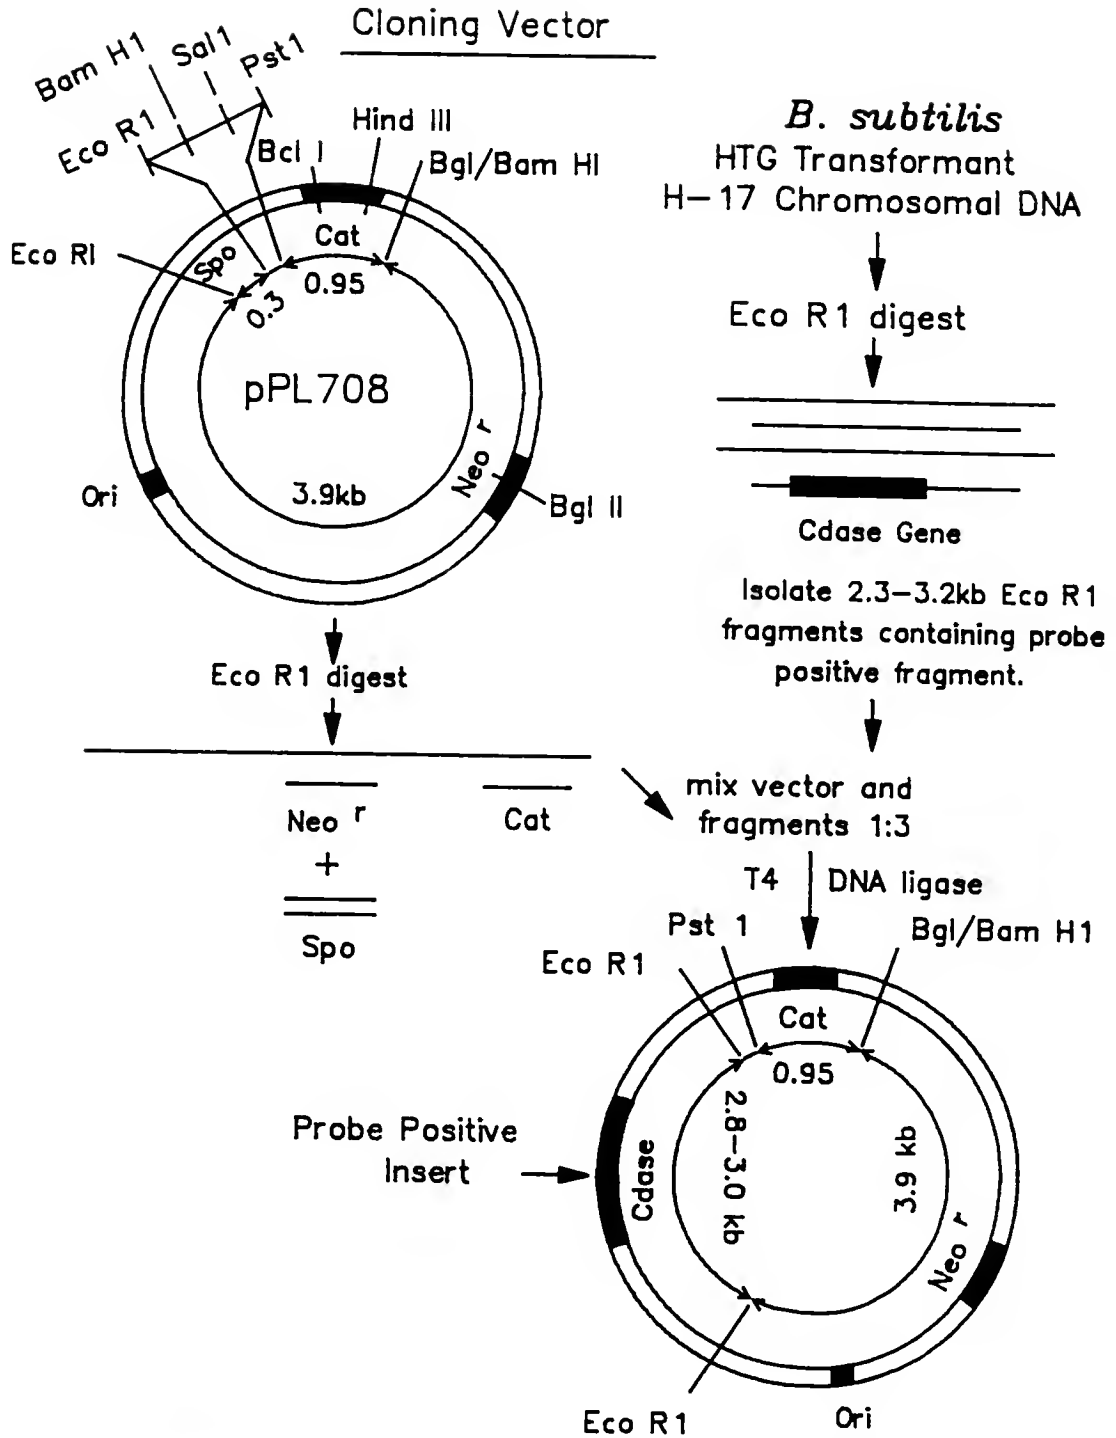 Cloning Vector
Bam H1
Sal1
Pst1
Eco R1
Bcl I
Hind III
Bgl/Bam HI
Eco RI
Spo
Cat
0.3
0.95
pPL708
3.9kb
Neo r
Ori
Bgl II
Eco R1 digest
Neo r
Cat
+
Spo
B. subtilis
HTG Transformant
H-17 Chromosomal DNA
Eco R1 digest
Cdase Gene
Isolate 2.3-3.2kb Eco R1
fragments containing probe
positive fragment.
mix vector and
fragments 1:3
T4 DNA ligase
Pst 1
Bgl/Bam H1
Eco R1
Cat
0.95
2.8-3.0 kb
3.9 kb
Probe Positive
Insert
Cdase
Neo r
Eco R1
Ori